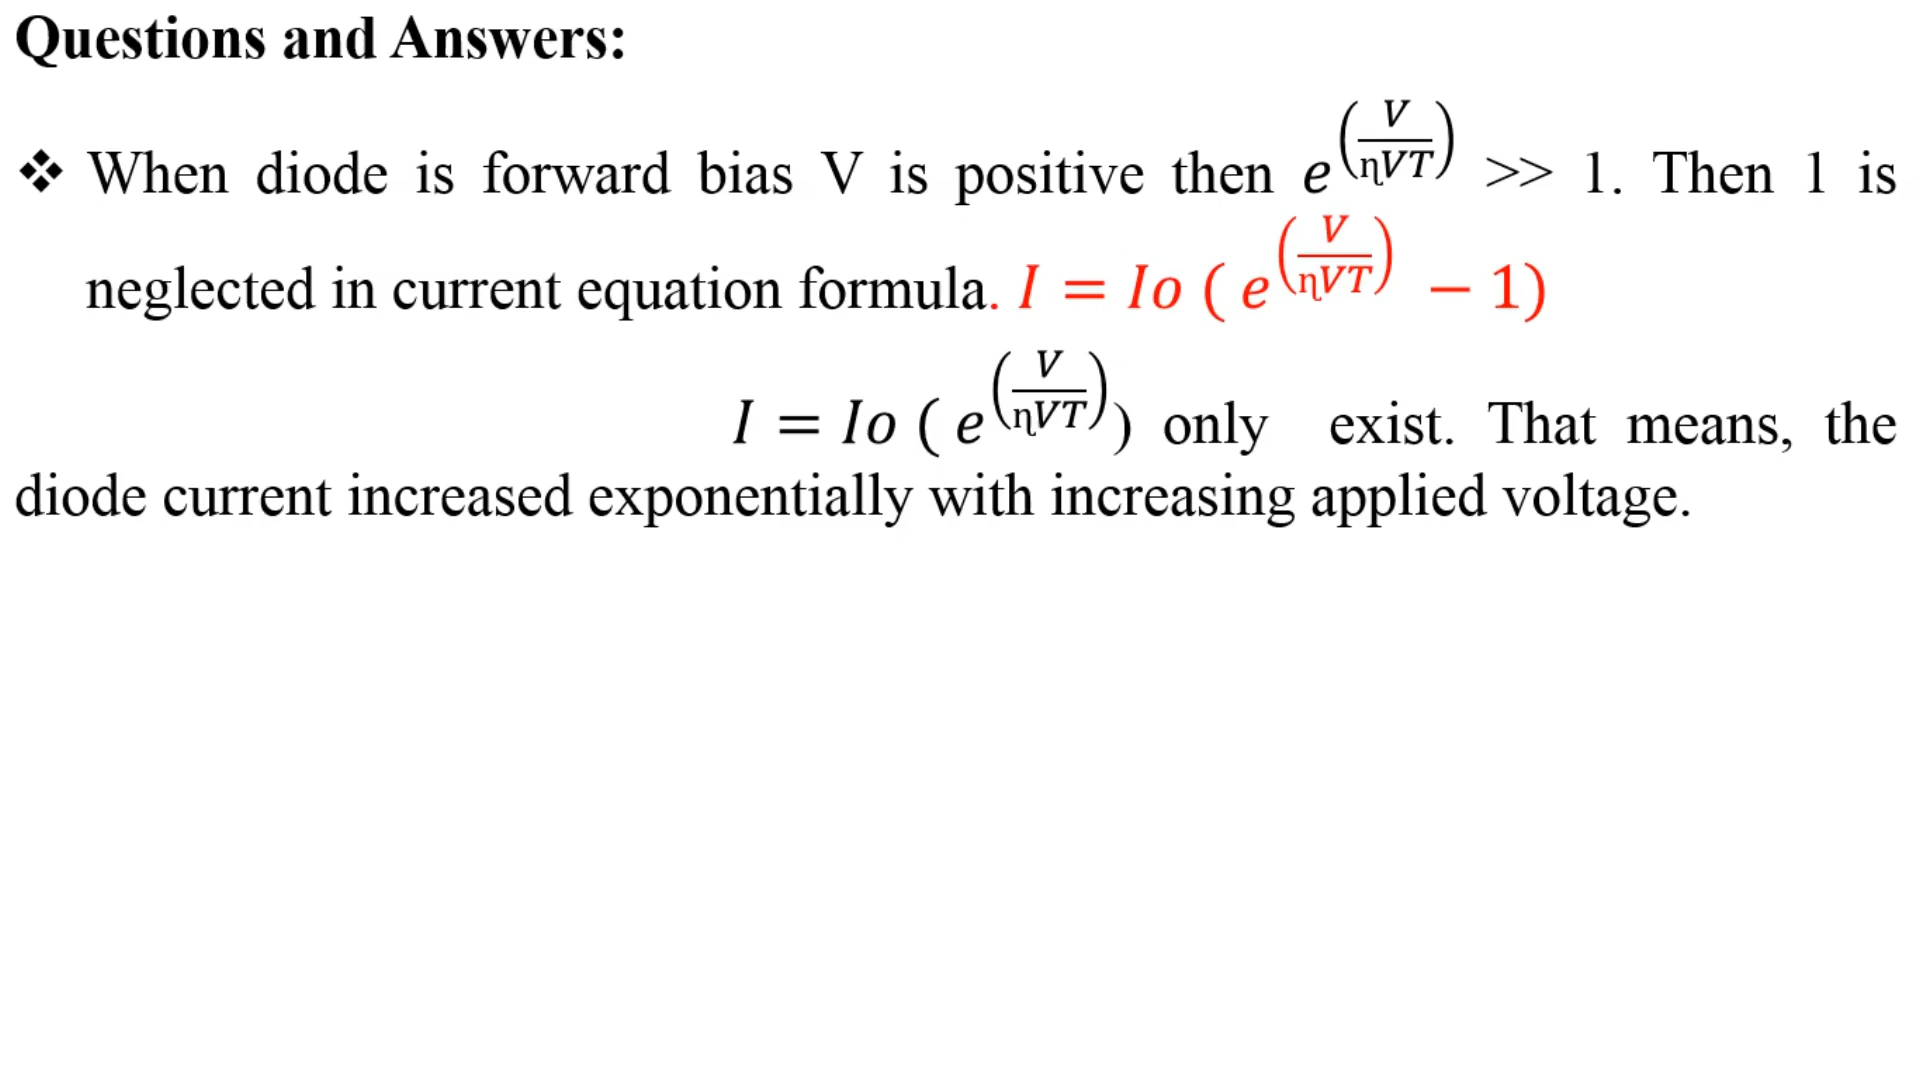 Questions and Answers:
❖ When diode is forward bias V is positive then e^(V/ηVT) >> 1. Then 1 is
neglected in current equation formula. I = Io ( e^(V/ηVT) − 1)
I = Io ( e^(V/ηVT)) only exist. That means, the
diode current increased exponentially with increasing applied voltage.